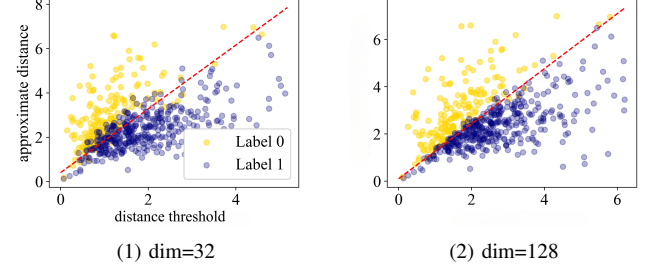 8
6
4
2
0
approximate distance
Label 0
Label 1
0
2
4
distance threshold
(1) dim=32
6
4
2
0
0
2
4
6
(2) dim=128